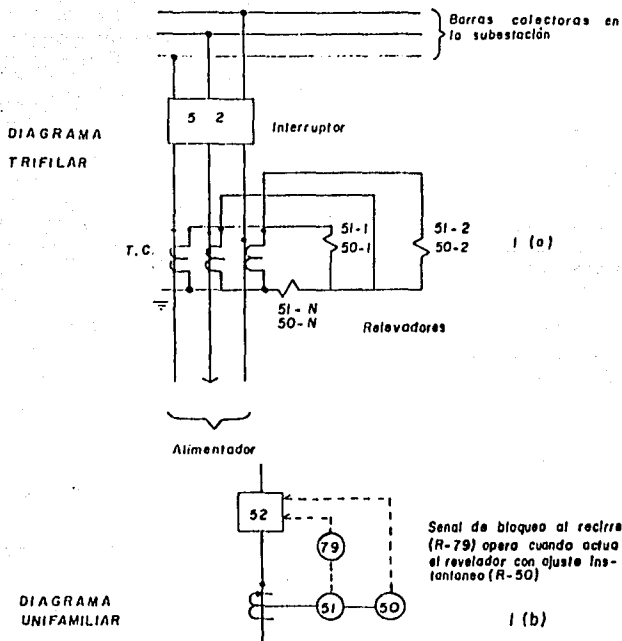 Barras colectoras en
la subestación
5 2
Interruptor
DIAGRAMA
TRIFILAR
T.C.
51-1
50-1
51-2
50-2
I (a)
51-N
50-N
Relevadores
Alimentador
52
79
51
50
Senal de bloqueo al recirre
(R-79) opera cuando actua
el revelador con ajuste Ins-
tantaneo (R-50)
DIAGRAMA
UNIFAMILIAR
I (b)